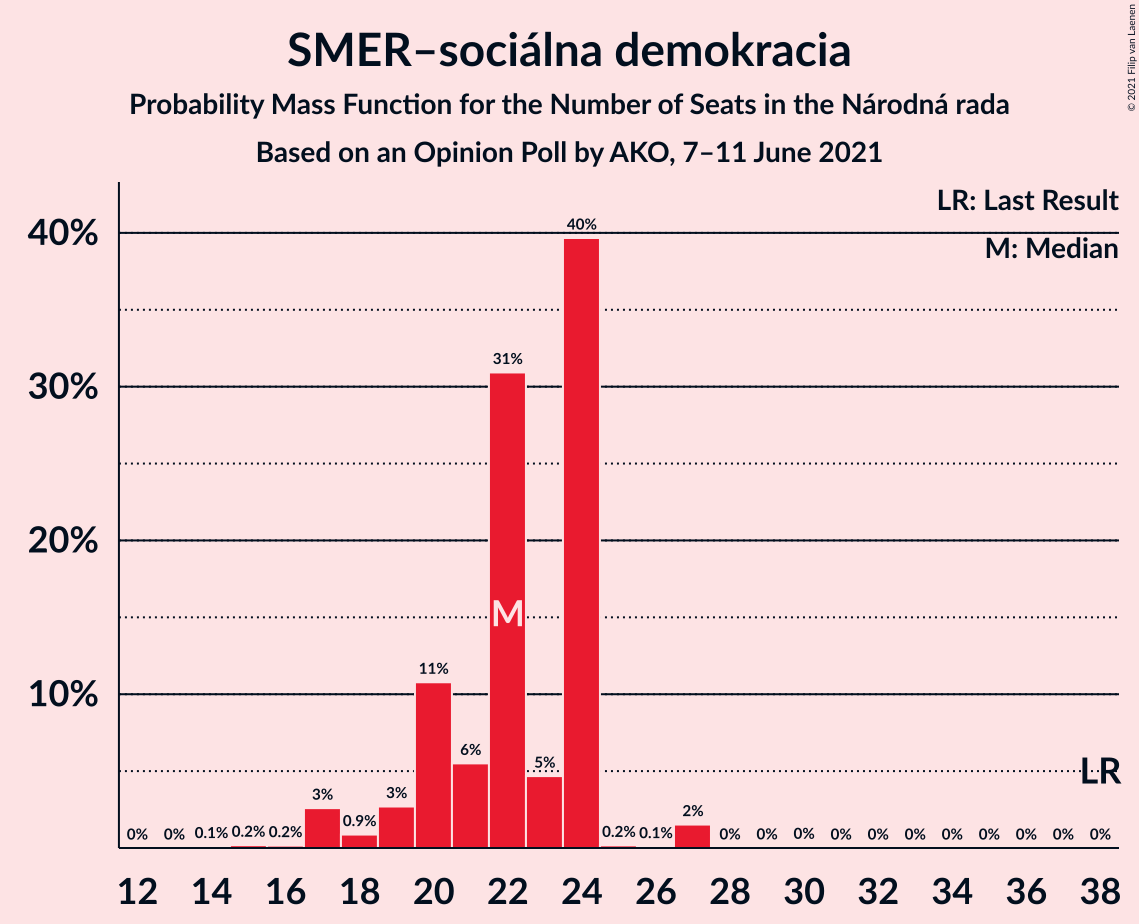 SMER–sociálna demokracia
Probability Mass Function for the Number of Seats in the Národná rada
Based on an Opinion Poll by AKO, 7–11 June 2021
© 2021 Filip van Laenen
LR: Last Result
M: Median
40%
30%
20%
10%
0% 0% 0.1% 0.2% 0.2% 3% 0.9% 3% 11% 6% 31% 5% 40% 0.2% 0.1% 2% 0% 0% 0% 0% 0% 0% 0% 0% 0% 0% 0%
M
LR
12 14 16 18 20 22 24 26 28 30 32 34 36 38